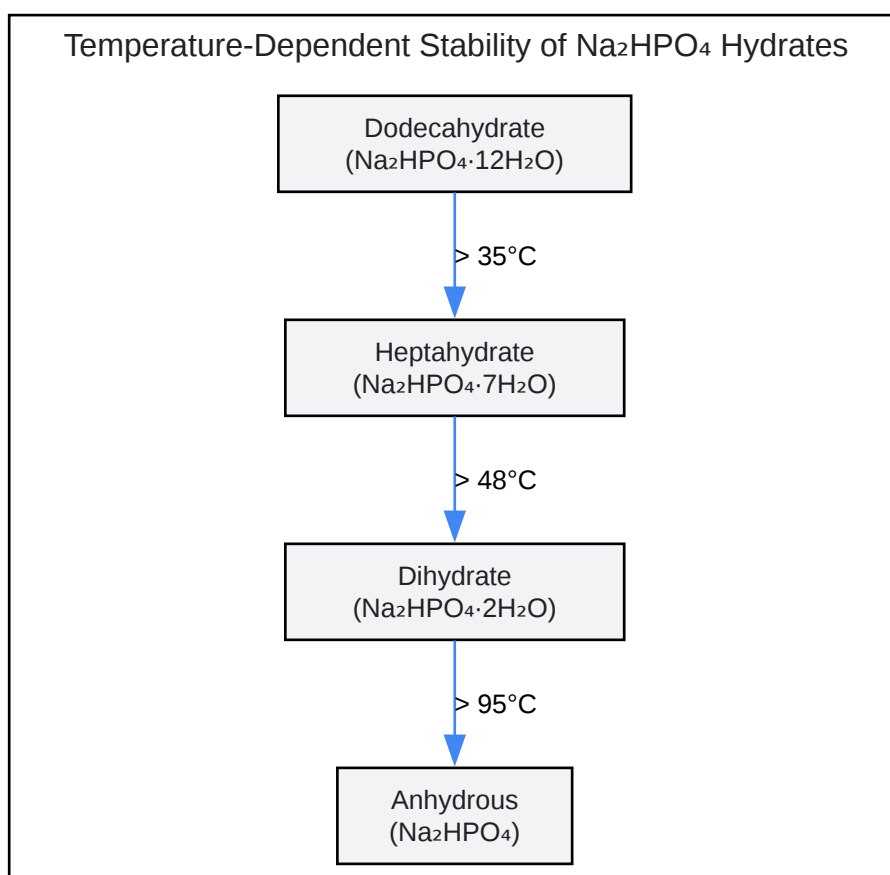 Temperature-Dependent Stability of Na₂HPO₄ Hydrates
Dodecahydrate
(Na₂HPO₄·12H₂O)
> 35°C
Heptahydrate
(Na₂HPO₄·7H₂O)
> 48°C
Dihydrate
(Na₂HPO₄·2H₂O)
> 95°C
Anhydrous
(Na₂HPO₄)